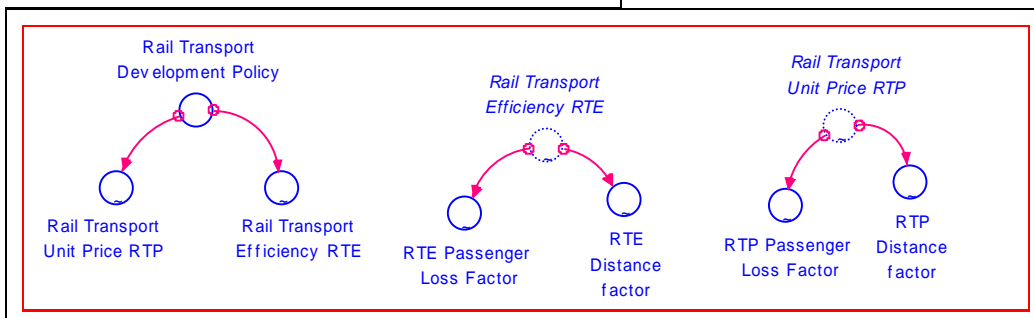 Rail Transport
Development Policy
Rail Transport
Unit Price RTP
Rail Transport
Efficiency RTE
Rail Transport
Efficiency RTE
RTE Passenger
Loss Factor
RTE
Distance
factor
Rail Transport
Unit Price RTP
RTP Passenger
Loss Factor
RTP
Distance
factor